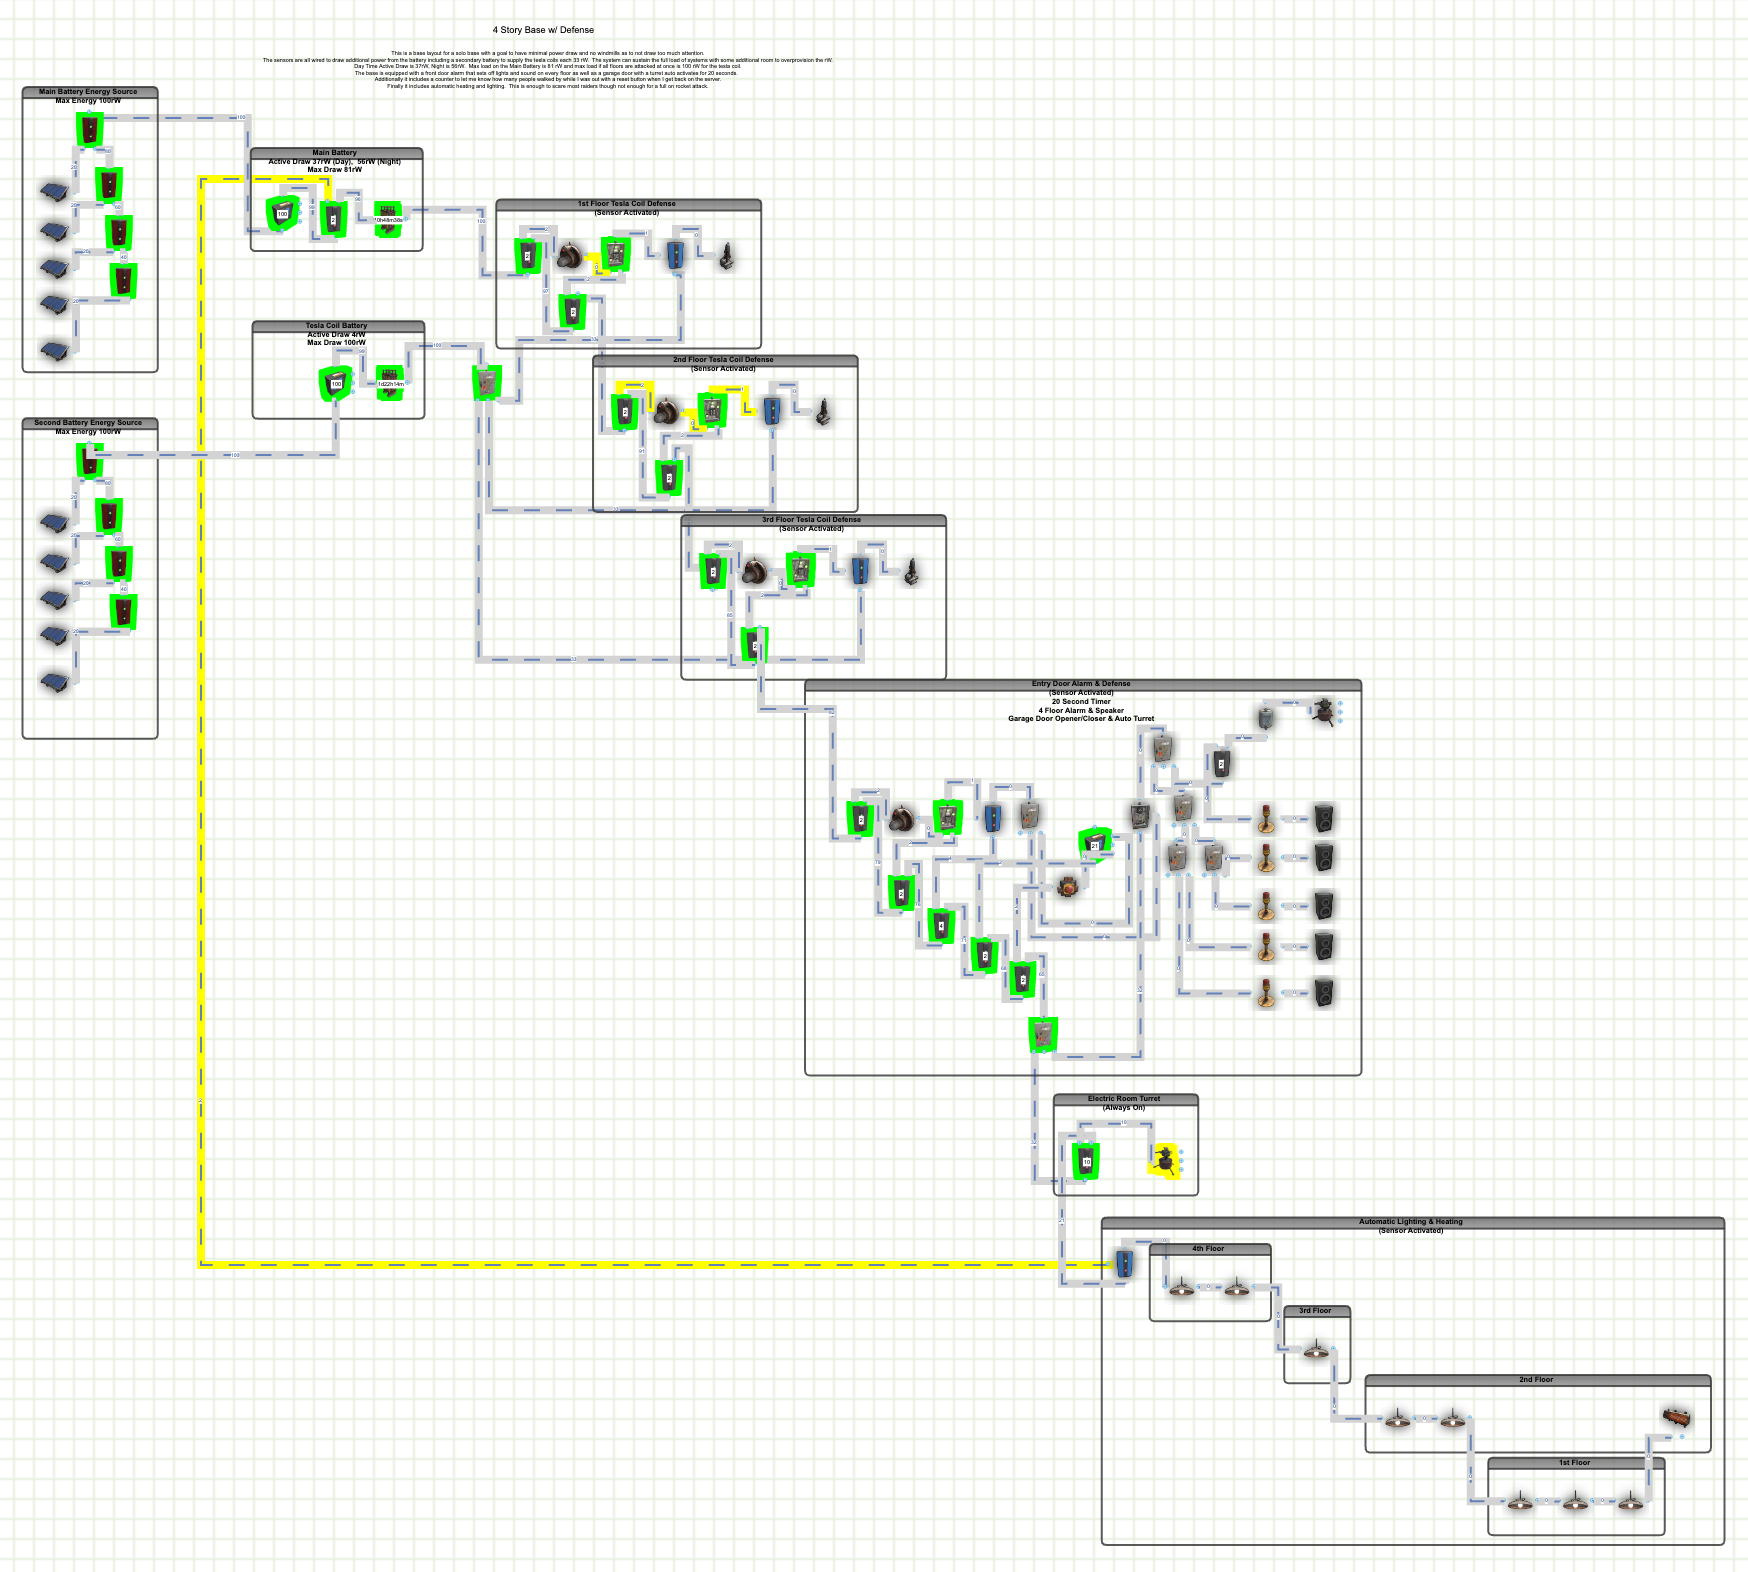 4 Story Base w/ Defense
This is a base layout for a solo base with a goal to have minimal power draw and no windmills as to not draw too much attention.
The sensors are all wired to draw additional power from the battery including a secondary battery to supply the tesla coils each 33 rW. The system can sustain the full load of systems with some additional room to overprovision the rW.
Day Time Active Draw is 37rW, Night is 56rW. Max load on the Main Battery is 81rW and max load if all floors are attacked at once is 100 rW for the tesla coil.
The base is equipped with a front door alarm that sets off lights and sound on every floor as well as a garage door with a turret auto activates for 20 seconds.
Additionally it includes a counter to let me know how many people walked by while I was out with a reset button when I get back on the server.
Finally it includes automatic heating and lighting. This is enough to scare most raiders though not enough for a full on rocket attack.
Main Battery Energy Source
Max Energy 100rW
100
Main Battery
Active Draw 37rW (Day), 56rW (Night)
Max Draw 81rW
100
2
10h48m38s
100
1st Floor Tesla Coil Defense
(Sensor Activated)
Tesla Coil Battery
Active Draw 4rW
Max Draw 100rW
100
1d22h14m
100
2nd Floor Tesla Coil Defense
(Sensor Activated)
Second Battery Energy Source
Max Energy 100rW
100
3rd Floor Tesla Coil Defense
(Sensor Activated)
33
Entry Door Alarm & Defense
(Sensor Activated)
20 Second Timer
4 Floor Alarm & Speaker
Garage Door Opener/Closer & Auto Turret
21
4
Electric Room Turret
(Always On)
10
Automatic Lighting & Heating
(Sensor Activated)
4th Floor
3rd Floor
2nd Floor
1st Floor